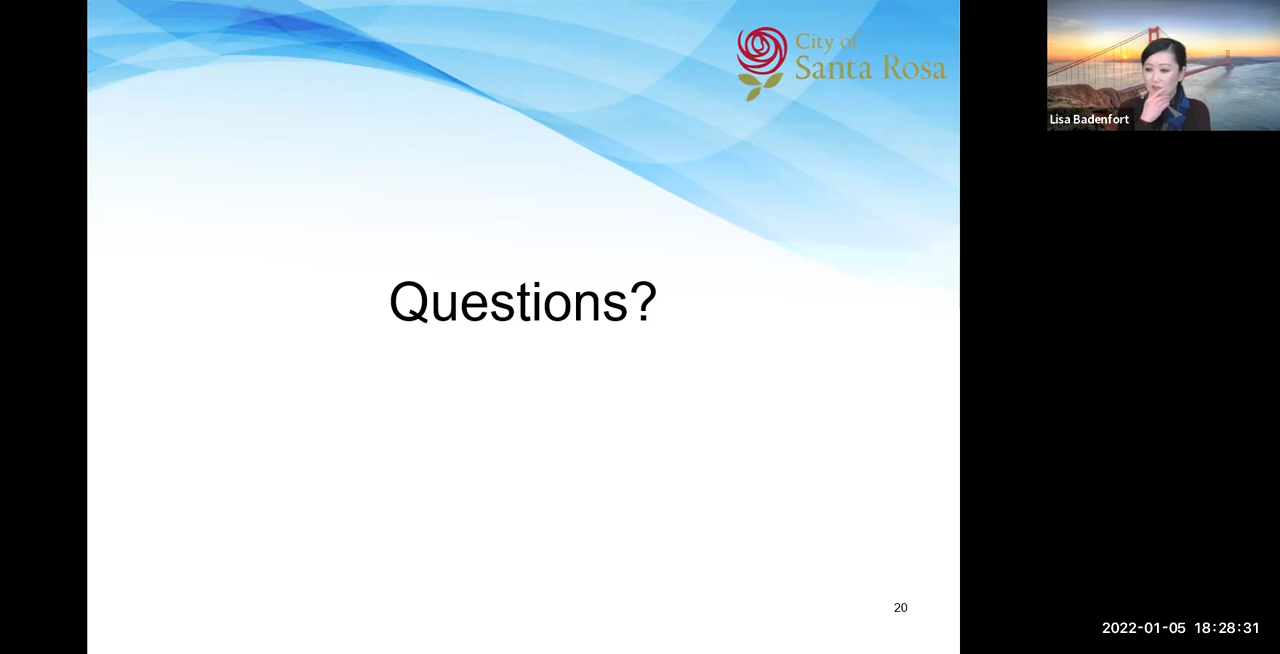 City of
Santa Rosa
Lisa Badenfort
Questions?
20
2022-01-05 18:28:31